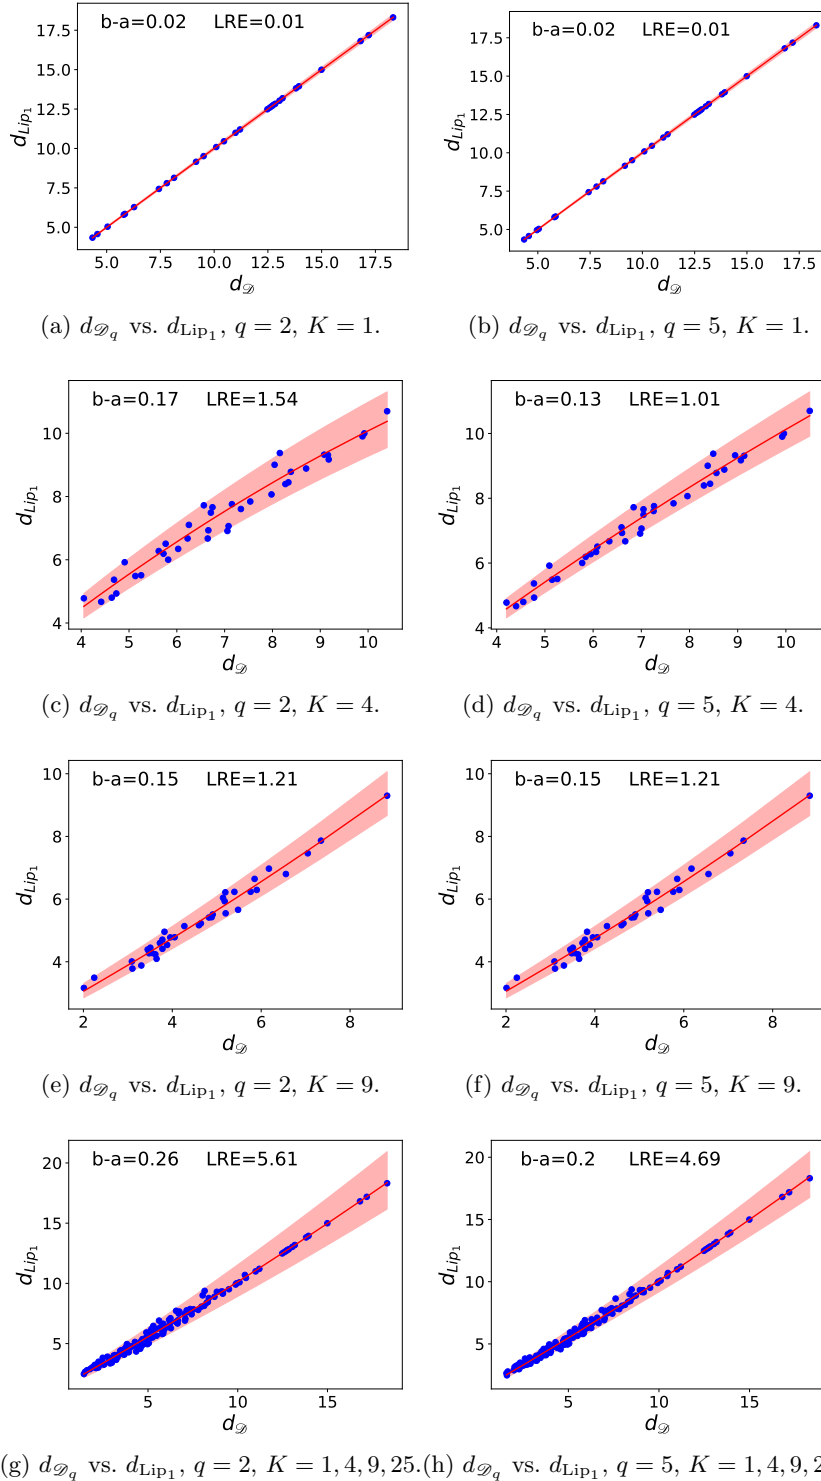 b-a=0.02 LRE=0.01
17.5
15.0
12.5
10.0
7.5
5.0
d_{Lip_1}
5.0 7.5 10.0 12.5 15.0 17.5
d_𝒟
b-a=0.02 LRE=0.01
17.5
15.0
12.5
10.0
7.5
5.0
d_{Lip_1}
5.0 7.5 10.0 12.5 15.0 17.5
d_𝒟
(a) d_{𝒟_q} vs. d_{Lip_1}, q = 2, K = 1.
(b) d_{𝒟_q} vs. d_{Lip_1}, q = 5, K = 1.
b-a=0.17 LRE=1.54
10
8
6
4
d_{Lip_1}
4 5 6 7 8 9 10
d_𝒟
b-a=0.13 LRE=1.01
10
8
6
4
d_{Lip_1}
4 5 6 7 8 9 10
d_𝒟
(c) d_{𝒟_q} vs. d_{Lip_1}, q = 2, K = 4.
(d) d_{𝒟_q} vs. d_{Lip_1}, q = 5, K = 4.
b-a=0.15 LRE=1.21
10
8
6
4
d_{Lip_1}
2 4 6 8
d_𝒟
b-a=0.15 LRE=1.21
10
8
6
4
d_{Lip_1}
2 4 6 8
d_𝒟
(e) d_{𝒟_q} vs. d_{Lip_1}, q = 2, K = 9.
(f) d_{𝒟_q} vs. d_{Lip_1}, q = 5, K = 9.
b-a=0.26 LRE=5.61
20
15
10
5
d_{Lip_1}
5 10 15
d_𝒟
b-a=0.2 LRE=4.69
20
15
10
5
d_{Lip_1}
5 10 15
d_𝒟
(g) d_{𝒟_q} vs. d_{Lip_1}, q = 2, K = 1, 4, 9, 25.
(h) d_{𝒟_q} vs. d_{Lip_1}, q = 5, K = 1, 4, 9, 2